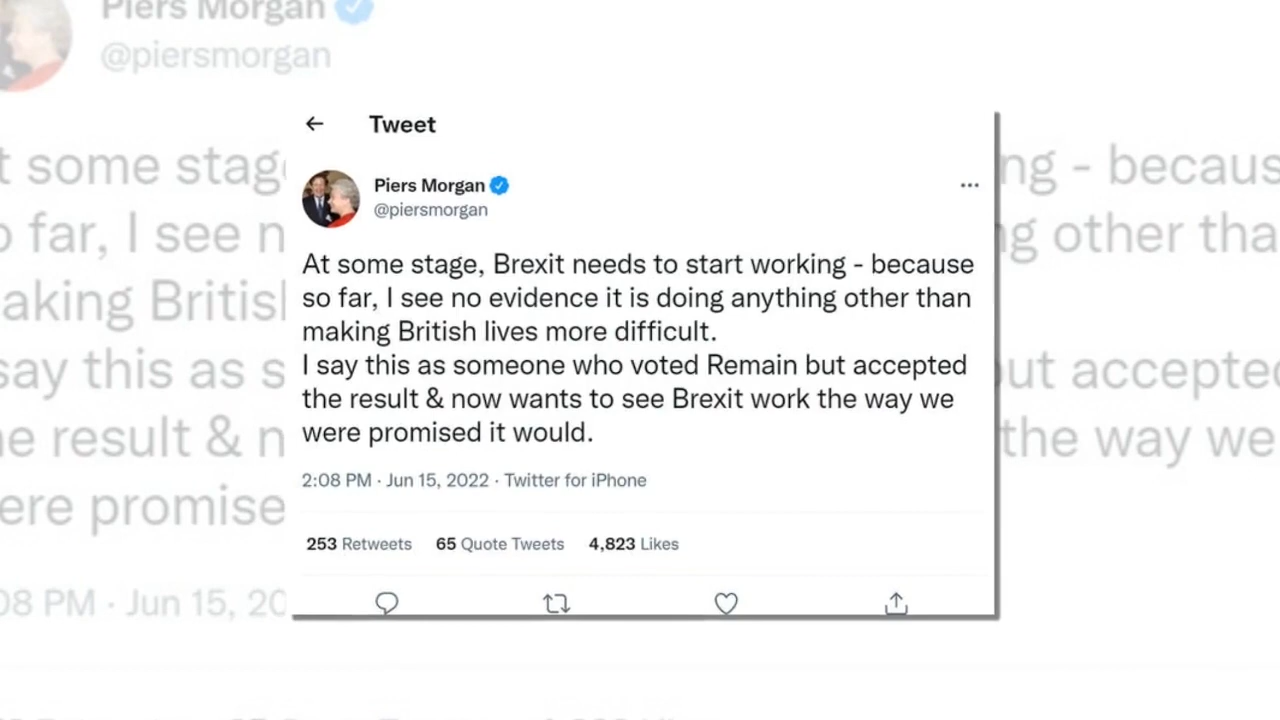 Piers Morgan
@piersmorgan
Tweet
Piers Morgan
@piersmorgan
At some stage, Brexit needs to start working - because
so far, I see no evidence it is doing anything other than
making British lives more difficult.
I say this as someone who voted Remain but accepted
the result & now wants to see Brexit work the way we
were promised it would.
2:08 PM · Jun 15, 2022 · Twitter for iPhone
253 Retweets 65 Quote Tweets 4,823 Likes